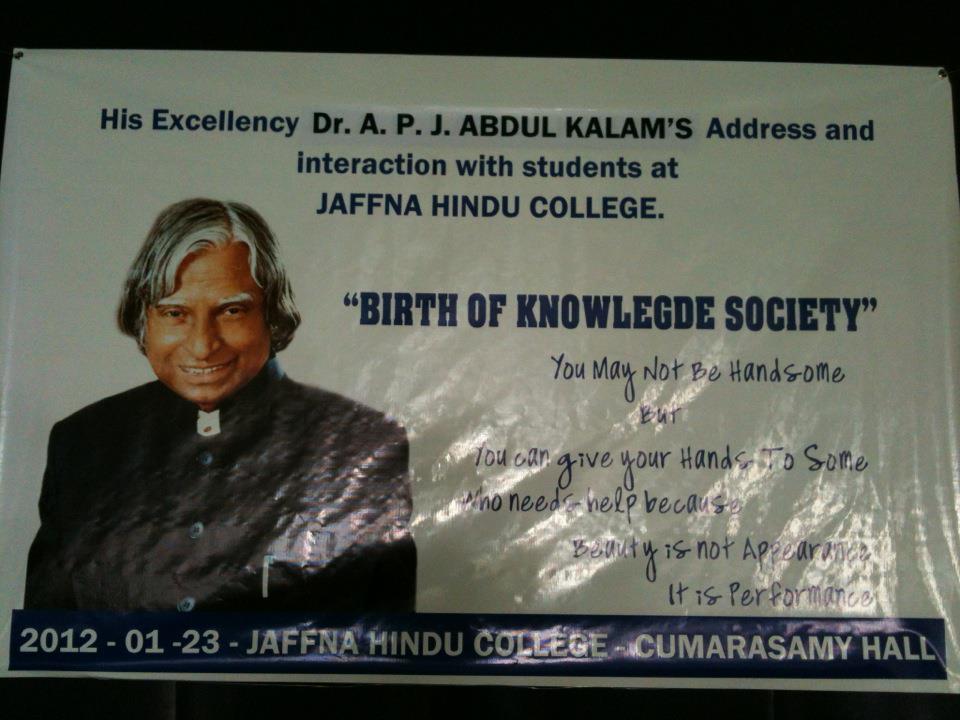 His Excellency Dr. A. P. J. ABDUL KALAM'S Address and
interaction with students at
JAFFNA HINDU COLLEGE.
"BIRTH OF KNOWLEGDE SOCIETY"
You May Not Be Handsome
But
You can give your Hands To Some
Who needs help because
Beauty is not Appearance
It is Performance
2012 - 01 -23 - JAFFNA HINDU COLLEGE - CUMARASAMY HALL